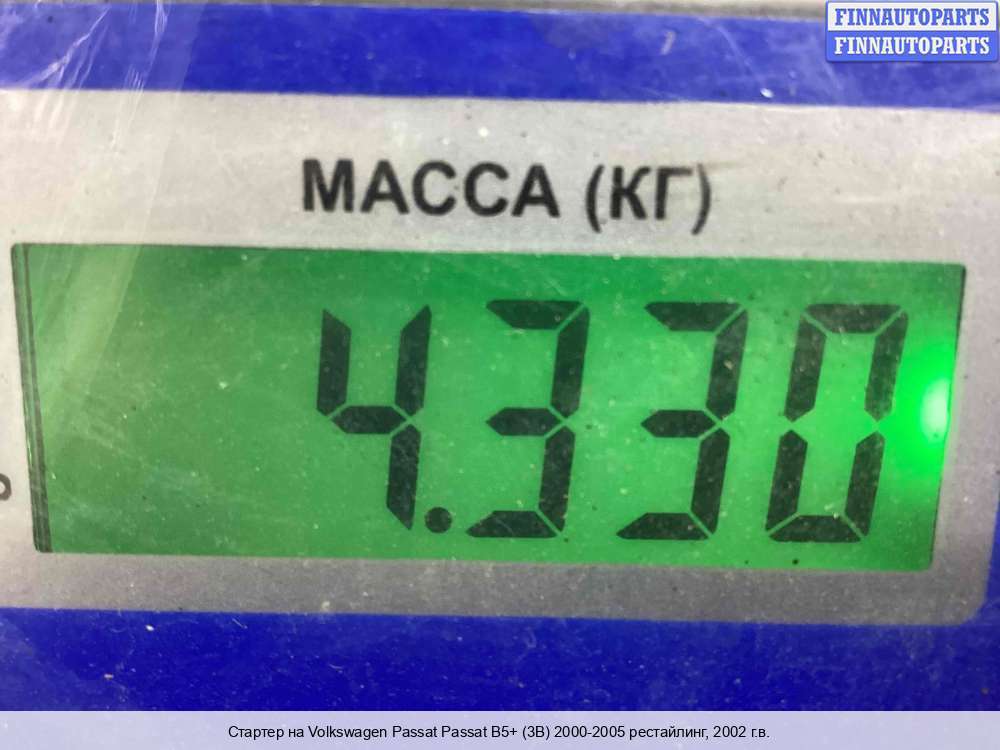 FINNAUTOPARTS
FINNAUTOPARTS
МАССА (КГ)
4.330
Стартер на Volkswagen Passat Passat B5+ (3B) 2000-2005 рестайлинг, 2002 г.в.